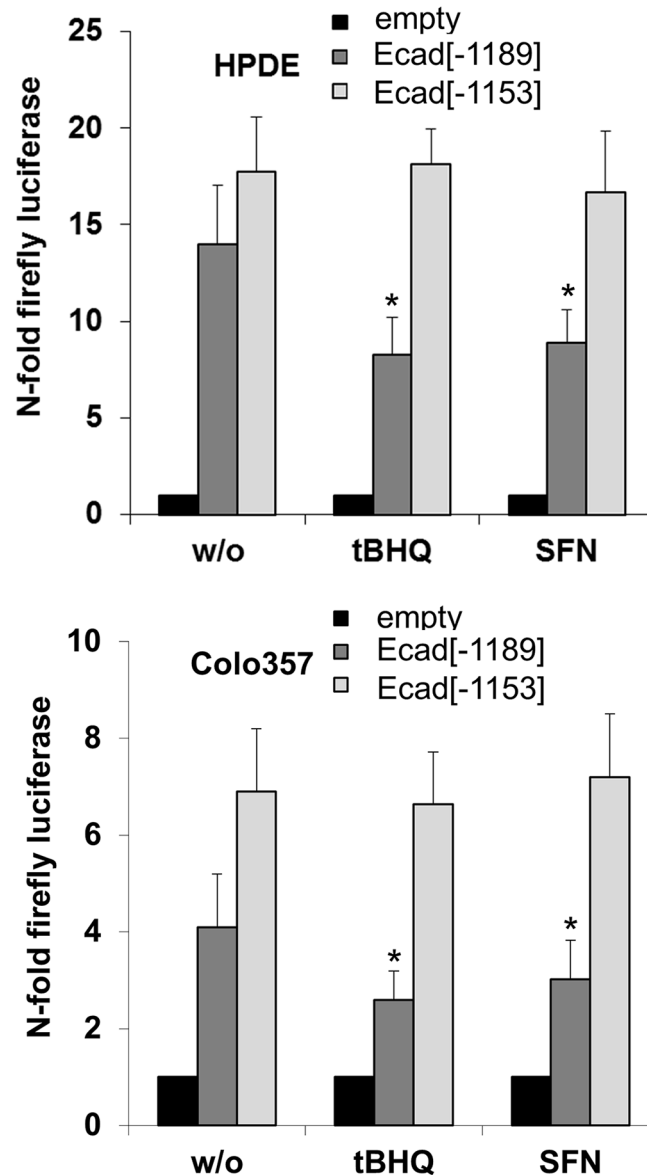 25
20
15
10
5
0
N-fold firefly luciferase
HPDE
empty
Ecad[-1189]
Ecad[-1153]
*
*
w/o tBHQ SFN
10
8
6
4
2
0
N-fold firefly luciferase
Colo357
empty
Ecad[-1189]
Ecad[-1153]
*
*
w/o tBHQ SFN